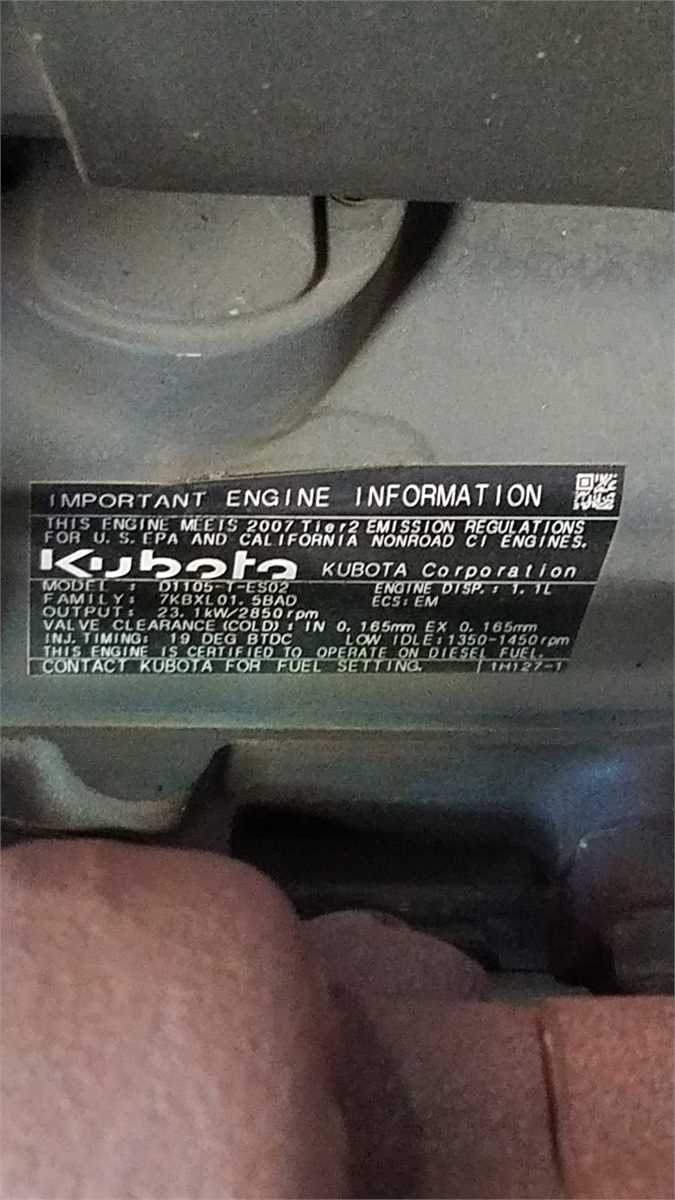 IMPORTANT ENGINE INFORMATION
THIS ENGINE MEETS 2007 Tier2 EMISSION REGULATIONS
FOR U.S. EPA AND CALIFORNIA NONROAD CI ENGINES.
Kubota KUBOTA Corporation
MODEL : D1105-T-ES02 ENGINE DISP.: 1.1L
FAMILY: 7KBXL01.5BAD ECS: EM
OUTPUT: 23.1kW/2850rpm
VALVE CLEARANCE (COLD): IN 0.165mm EX 0.165mm
INJ. TIMING: 19 DEG BTDC LOW IDLE:1350-1450rpm
THIS ENGINE IS CERTIFIED TO OPERATE ON DIESEL FUEL.
CONTACT KUBOTA FOR FUEL SETTING. 1H127-1